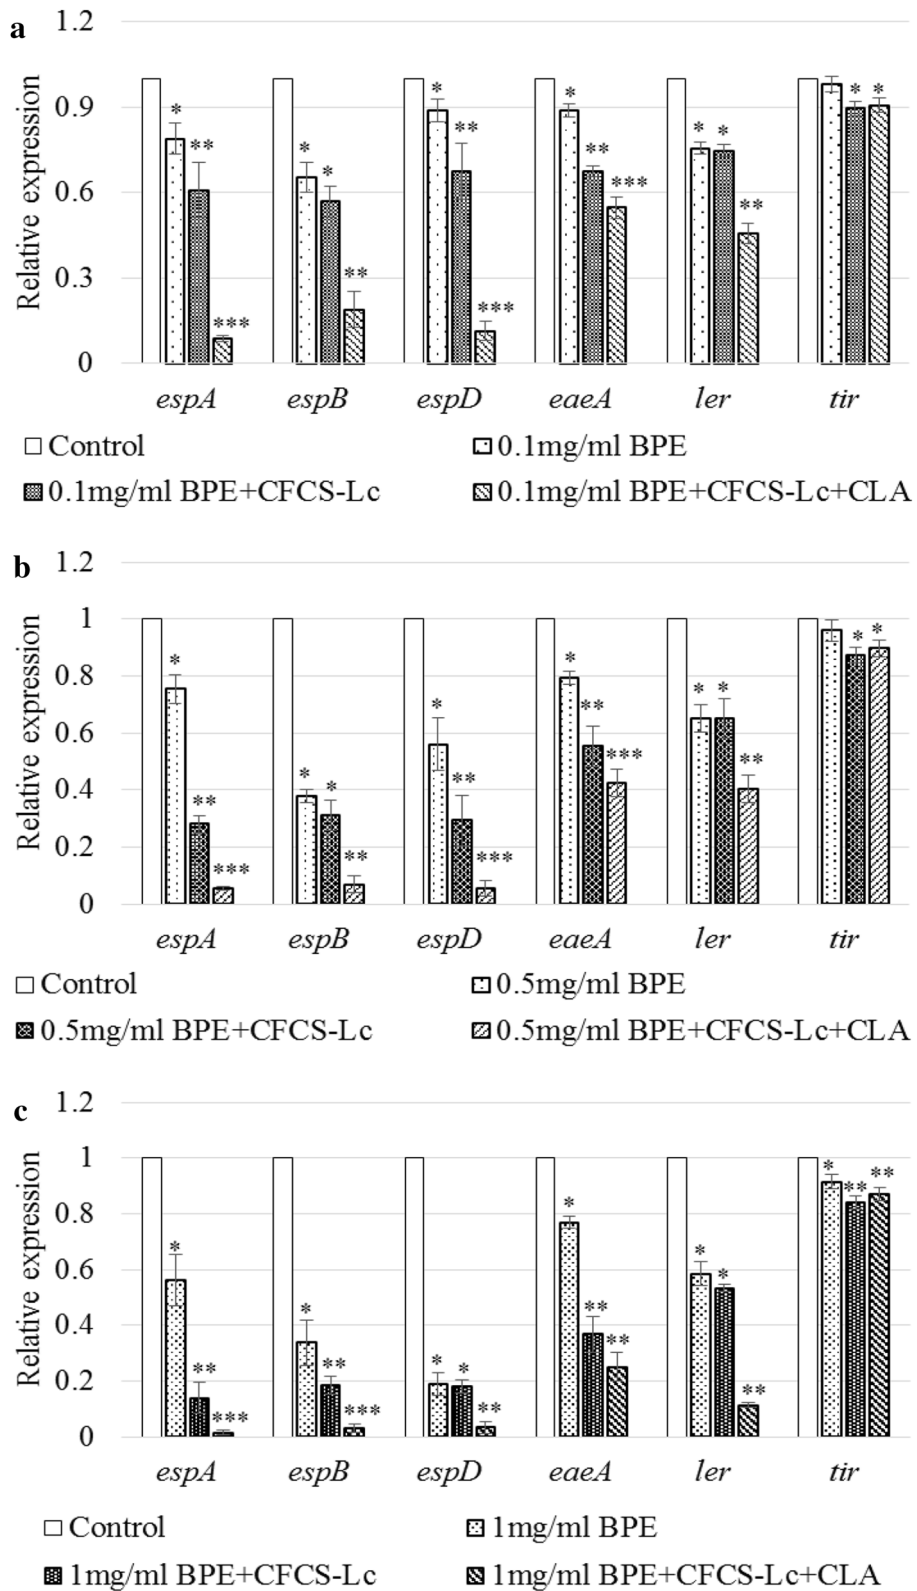 a
1.2
0.9
0.6
0.3
0
Relative expression
* ** *** * * ** * ** *** * ** *** * * ** * *
espA espB espD eaeA ler tir
Control 0.1mg/ml BPE
0.1mg/ml BPE+CFCS-Lc 0.1mg/ml BPE+CFCS-Lc+CLA
b
1.2
1
0.8
0.6
0.4
0.2
0
Relative expression
* ** *** * * ** * ** *** * ** *** * * ** * *
espA espB espD eaeA ler tir
Control 0.5mg/ml BPE
0.5mg/ml BPE+CFCS-Lc 0.5mg/ml BPE+CFCS-Lc+CLA
c
1.2
1
0.8
0.6
0.4
0.2
0
Relative expression
* ** *** * ** *** * * ** * ** ** * * ** * ** **
espA espB espD eaeA ler tir
Control 1mg/ml BPE
1mg/ml BPE+CFCS-Lc 1mg/ml BPE+CFCS-Lc+CLA